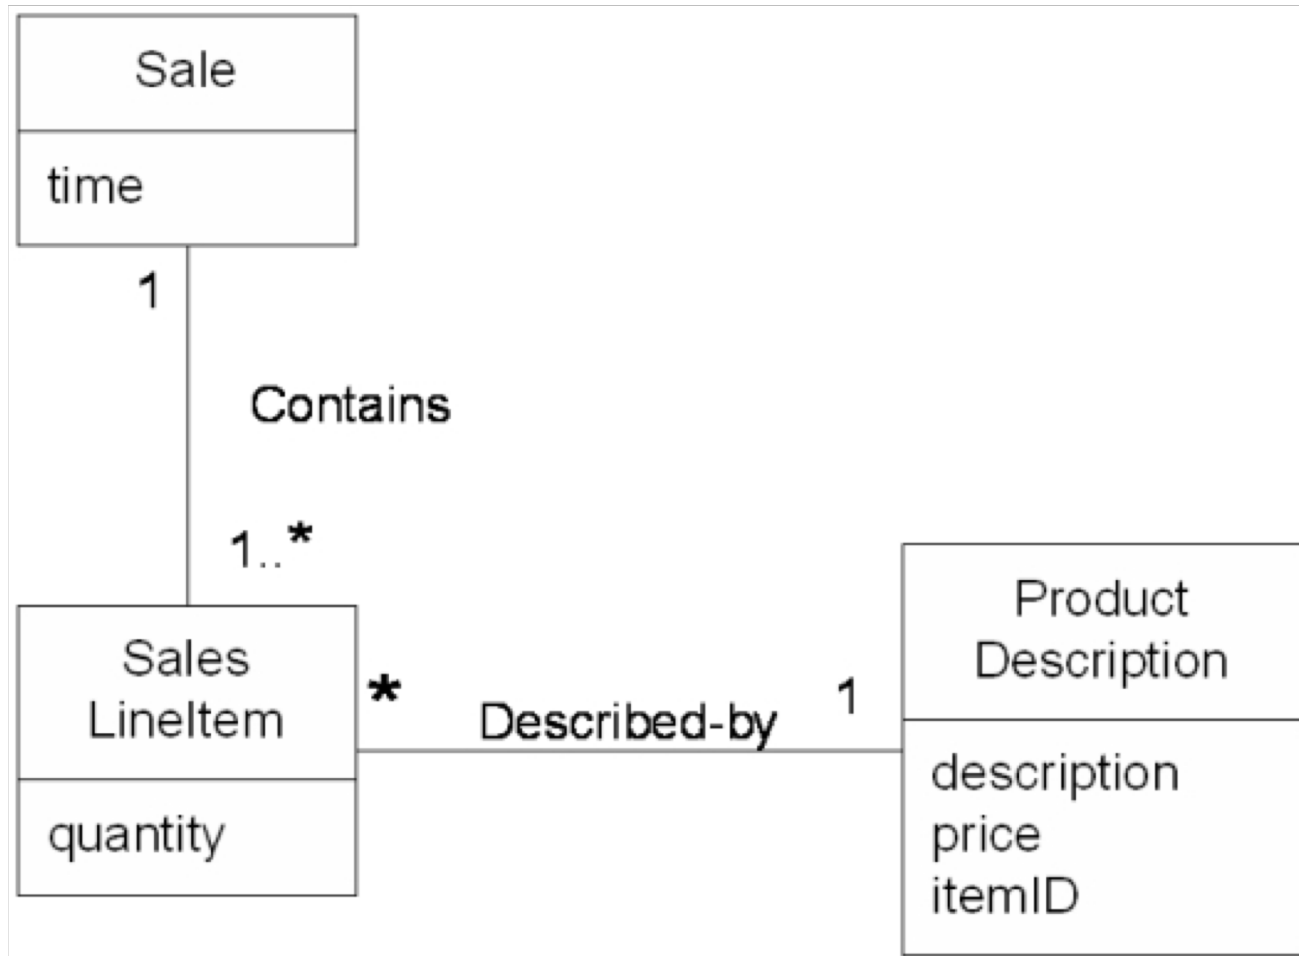 Sale
time
1
Contains
1..*
Sales
LineItem
quantity
*
Described-by
1
Product
Description
description
price
itemID